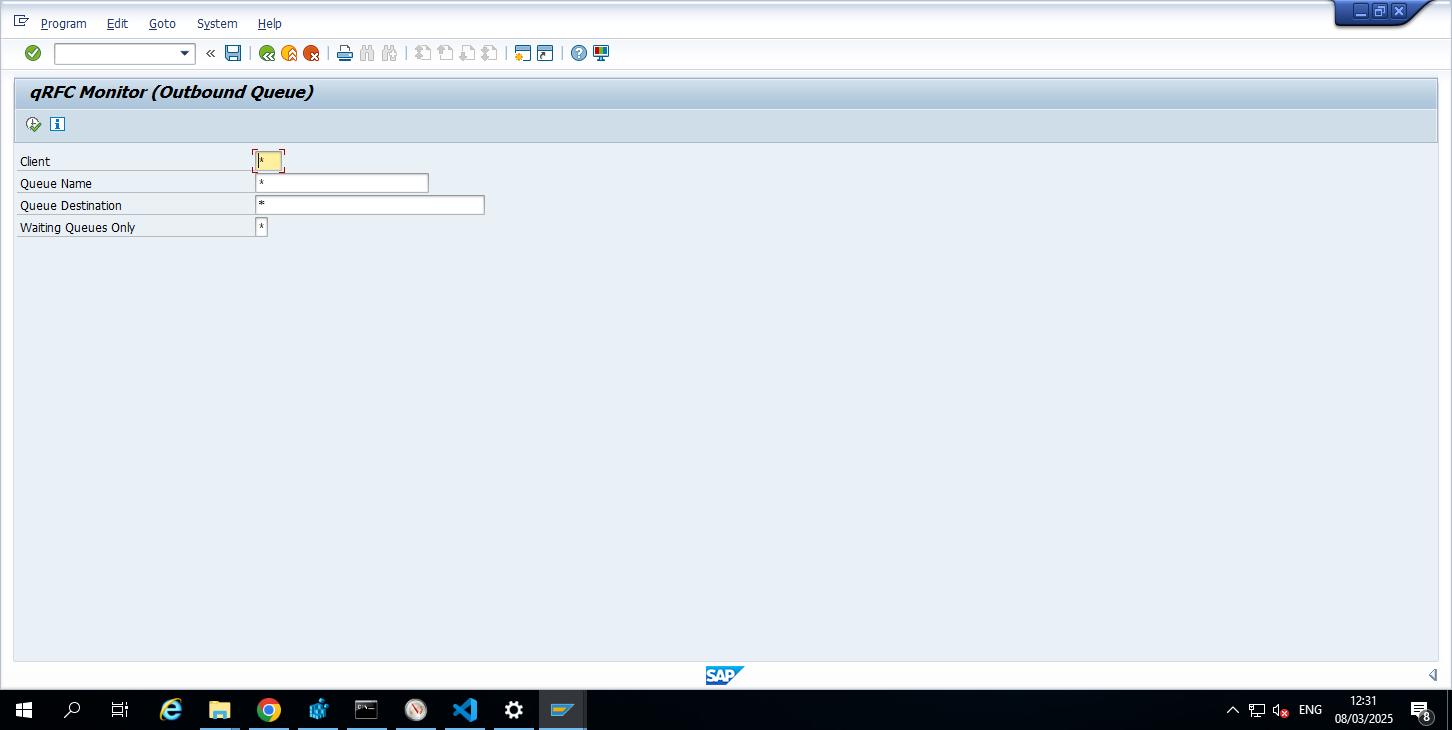 Program Edit Goto System Help
qRFC Monitor (Outbound Queue)
Client *
Queue Name *
Queue Destination *
Waiting Queues Only *
SAP
ENG
12:31
08/03/2025
8